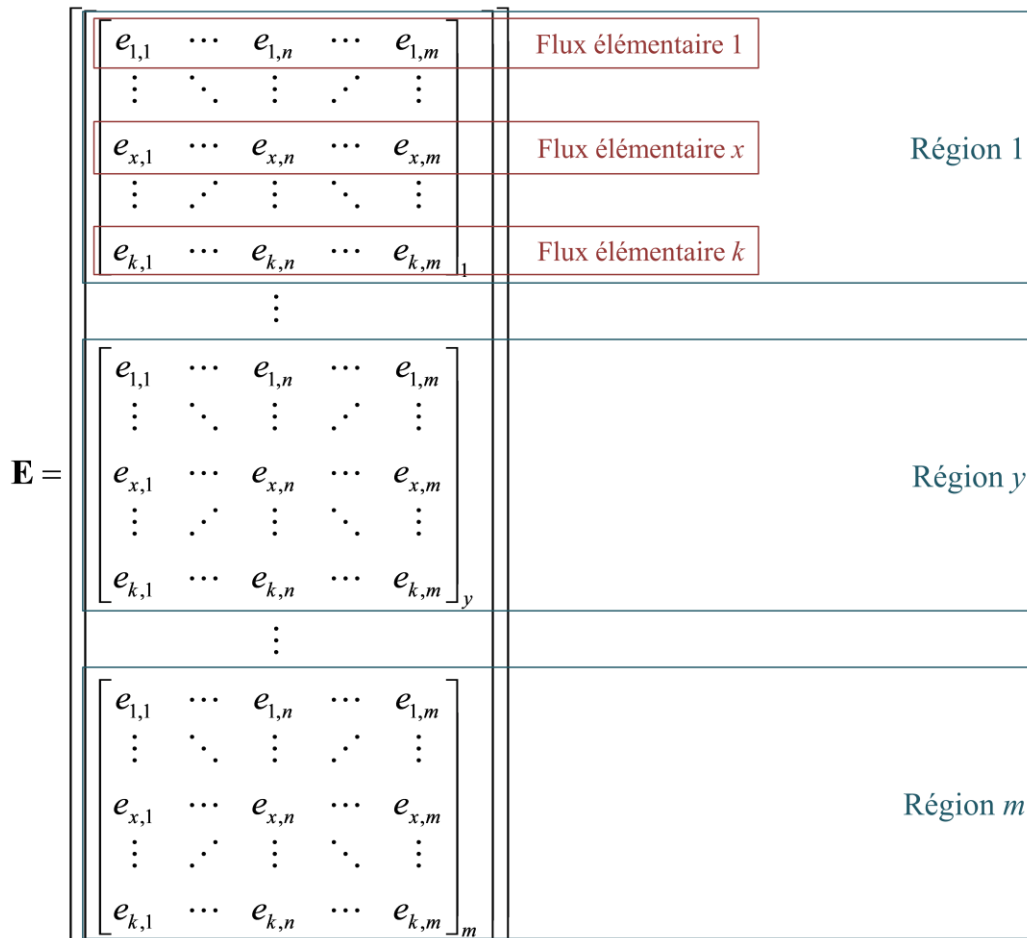 e1,1 ⋯ e1,n ⋯ e1,m Flux élémentaire 1
⋮ ⋱ ⋮ ⋰ ⋮
ex,1 ⋯ ex,n ⋯ ex,m Flux élémentaire x Région 1
⋮ ⋰ ⋮ ⋱ ⋮
ek,1 ⋯ ek,n ⋯ ek,m 1 Flux élémentaire k
⋮
e1,1 ⋯ e1,n ⋯ e1,m
⋮ ⋱ ⋮ ⋰ ⋮
E = ex,1 ⋯ ex,n ⋯ ex,m Région y
⋮ ⋰ ⋮ ⋱ ⋮
ek,1 ⋯ ek,n ⋯ ek,m y
⋮
e1,1 ⋯ e1,n ⋯ e1,m
⋮ ⋱ ⋮ ⋰ ⋮
ex,1 ⋯ ex,n ⋯ ex,m Région m
⋮ ⋰ ⋮ ⋱ ⋮
ek,1 ⋯ ek,n ⋯ ek,m m